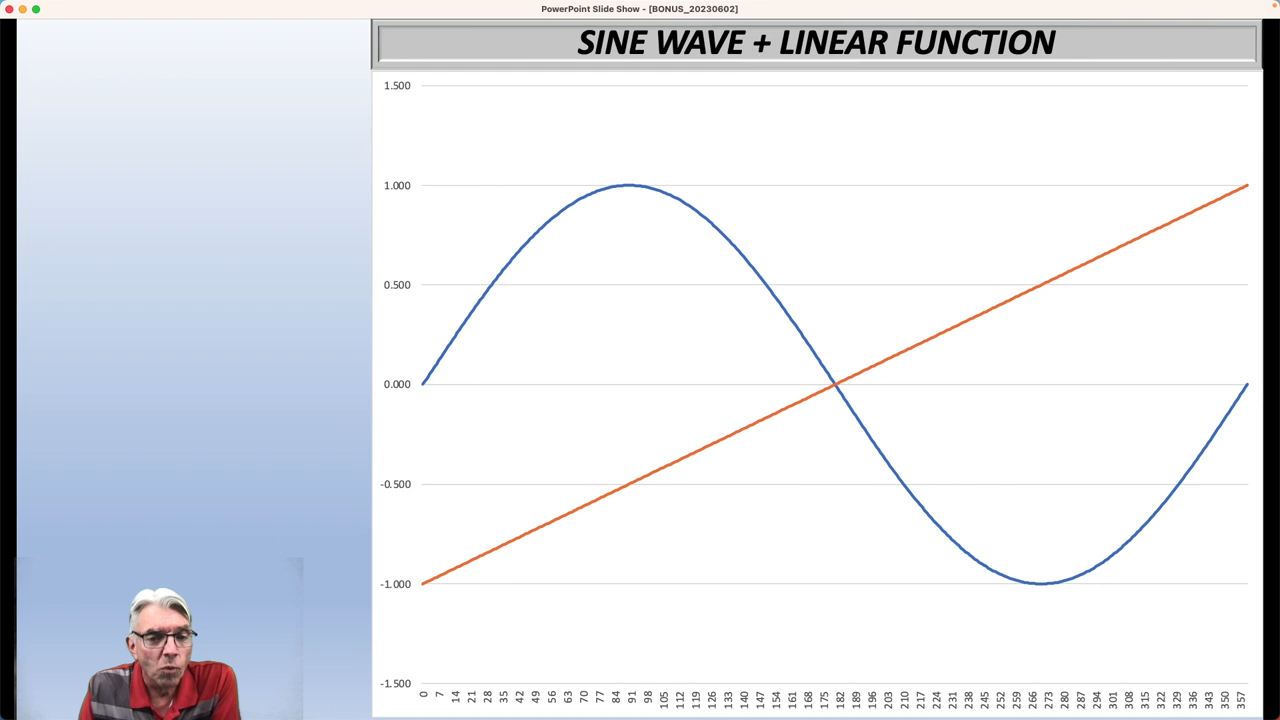 PowerPoint Slide Show - [BONUS_20230602]
SINE WAVE + LINEAR FUNCTION
1.500
1.000
0.500
0.000
-0.500
-1.000
-1.500
0 7 14 21 28 35 42 49 56 63 70 77 84 91 98 105 112 119 126 133 140 147 154 161 168 175 182 189 196 203 210 217 224 231 238 245 252 259 266 273 280 287 294 301 308 315 322 329 336 343 350 357